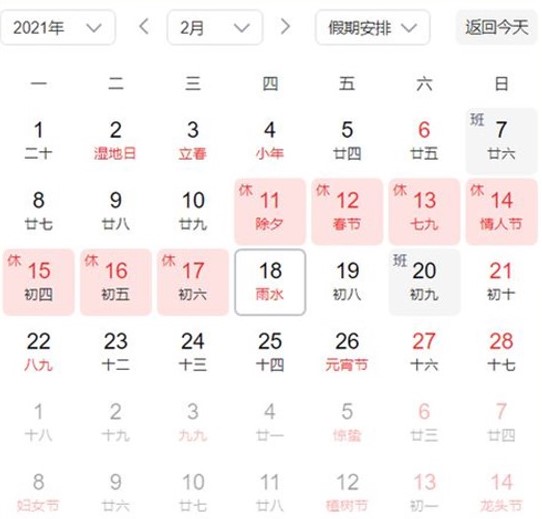 2021年 2月 假期安排 返回今天
一 二 三 四 五 六 日
1 2 3 4 5 6 班 7
二十 湿地日 立春 小年 廿四 廿五 廿六
8 9 10 休 11 休 12 休 13 休 14
廿七 廿八 廿九 除夕 春节 七九 情人节
休 15 休 16 休 17 18 19 班 20 21
初四 初五 初六 雨水 初八 初九 初十
22 23 24 25 26 27 28
八九 十二 十三 十四 元宵节 十六 十七
1 2 3 4 5 6 7
十八 十九 九九 廿一 惊蛰 廿三 廿四
8 9 10 11 12 13 14
妇女节 廿六 廿七 廿八 植树节 初一 龙头节